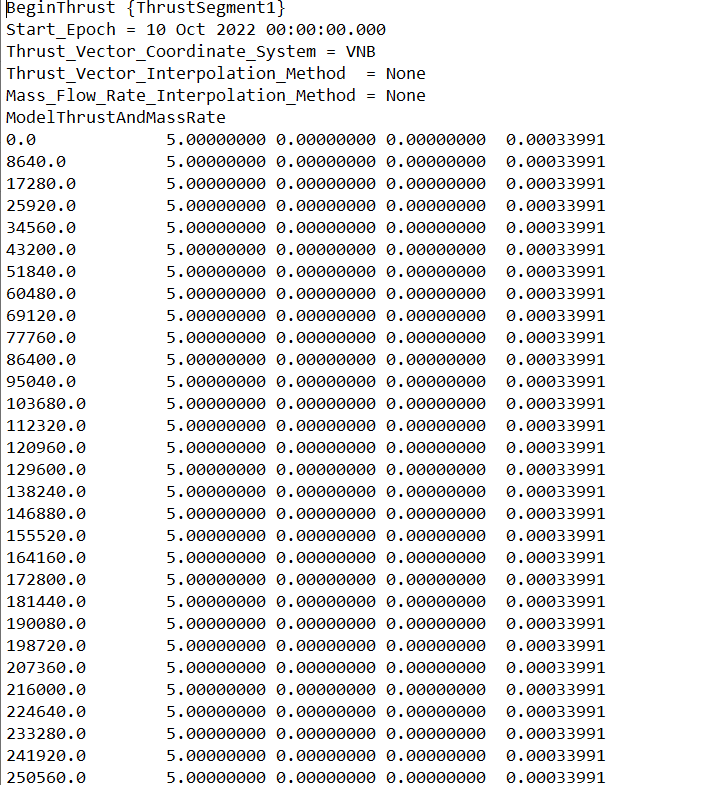 BeginThrust {ThrustSegment1}
Start_Epoch = 10 Oct 2022 00:00:00.000
Thrust_Vector_Coordinate_System = VNB
Thrust_Vector_Interpolation_Method  = None
Mass_Flow_Rate_Interpolation_Method = None
ModelThrustAndMassRate
0.0             5.00000000 0.00000000 0.00000000  0.00033991
8640.0          5.00000000 0.00000000 0.00000000  0.00033991
17280.0         5.00000000 0.00000000 0.00000000  0.00033991
25920.0         5.00000000 0.00000000 0.00000000  0.00033991
34560.0         5.00000000 0.00000000 0.00000000  0.00033991
43200.0         5.00000000 0.00000000 0.00000000  0.00033991
51840.0         5.00000000 0.00000000 0.00000000  0.00033991
60480.0         5.00000000 0.00000000 0.00000000  0.00033991
69120.0         5.00000000 0.00000000 0.00000000  0.00033991
77760.0         5.00000000 0.00000000 0.00000000  0.00033991
86400.0         5.00000000 0.00000000 0.00000000  0.00033991
95040.0         5.00000000 0.00000000 0.00000000  0.00033991
103680.0        5.00000000 0.00000000 0.00000000  0.00033991
112320.0        5.00000000 0.00000000 0.00000000  0.00033991
120960.0        5.00000000 0.00000000 0.00000000  0.00033991
129600.0        5.00000000 0.00000000 0.00000000  0.00033991
138240.0        5.00000000 0.00000000 0.00000000  0.00033991
146880.0        5.00000000 0.00000000 0.00000000  0.00033991
155520.0        5.00000000 0.00000000 0.00000000  0.00033991
164160.0        5.00000000 0.00000000 0.00000000  0.00033991
172800.0        5.00000000 0.00000000 0.00000000  0.00033991
181440.0        5.00000000 0.00000000 0.00000000  0.00033991
190080.0        5.00000000 0.00000000 0.00000000  0.00033991
198720.0        5.00000000 0.00000000 0.00000000  0.00033991
207360.0        5.00000000 0.00000000 0.00000000  0.00033991
216000.0        5.00000000 0.00000000 0.00000000  0.00033991
224640.0        5.00000000 0.00000000 0.00000000  0.00033991
233280.0        5.00000000 0.00000000 0.00000000  0.00033991
241920.0        5.00000000 0.00000000 0.00000000  0.00033991
250560.0        5.00000000 0.00000000 0.00000000  0.00033991